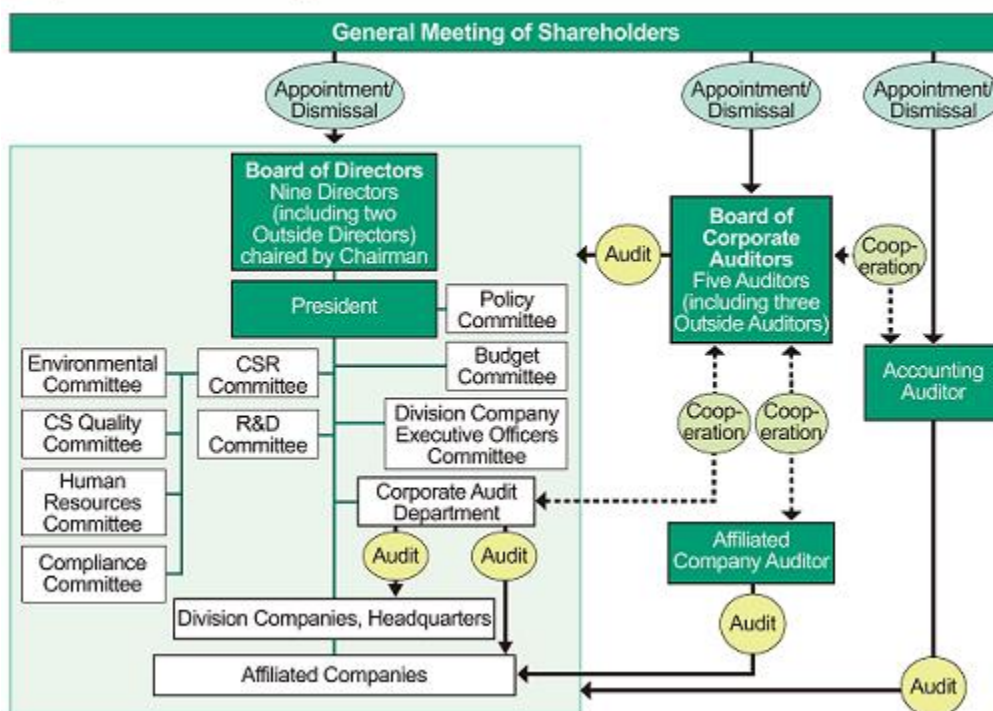 General Meeting of Shareholders
Appointment/
Dismissal
Appointment/
Dismissal
Appointment/
Dismissal
Board of Directors
Nine Directors
(including two
Outside Directors)
chaired by Chairman
Audit
Board of
Corporate
Auditors
Five Auditors
(including three
Outside Auditors)
Coop-
eration
President
Policy
Committee
Environmental
Committee
CSR
Committee
Budget
Committee
Accounting
Auditor
CS Quality
Committee
R&D
Committee
Division Company
Executive Officers
Committee
Coop-
eration
Coop-
eration
Human
Resources
Committee
Corporate Audit
Department
Compliance
Committee
Audit
Audit
Affiliated
Company Auditor
Division Companies, Headquarters
Audit
Affiliated Companies
Audit